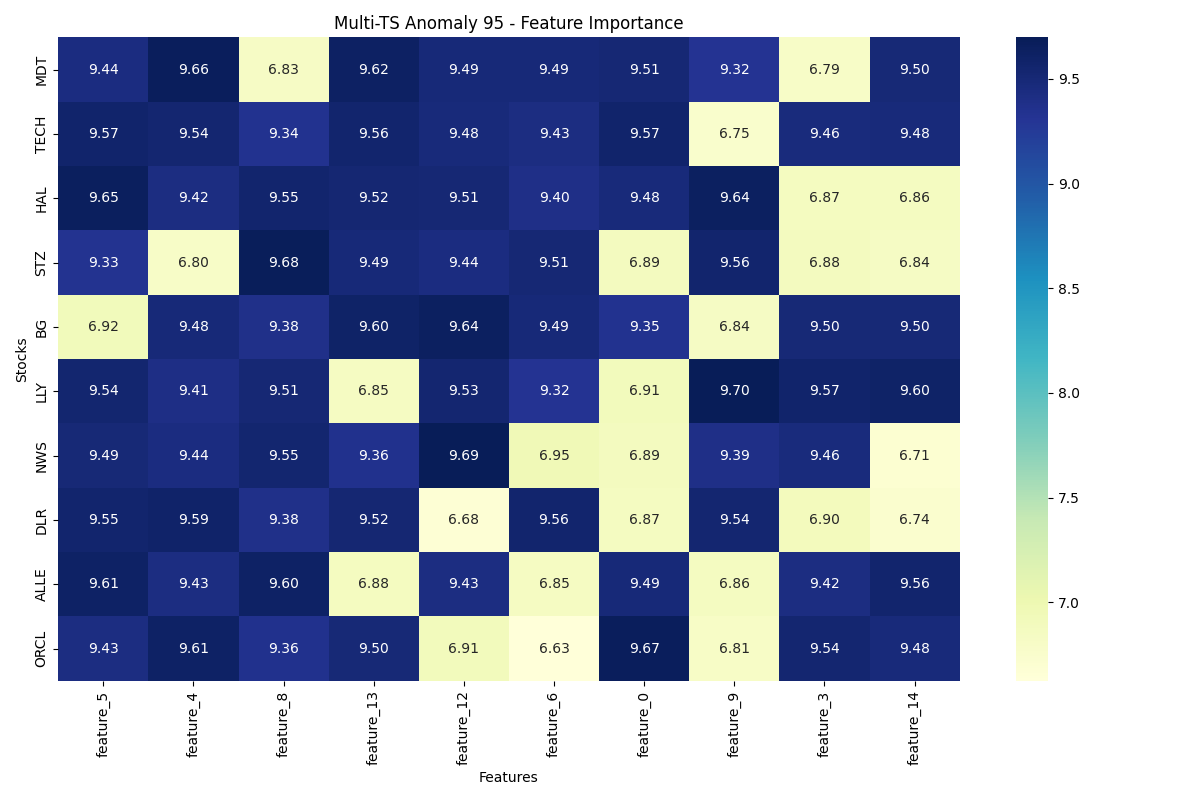 Multi-TS Anomaly 95 - Feature Importance
MDT 9.44 9.66 6.83 9.62 9.49 9.49 9.51 9.32 6.79 9.50
TECH 9.57 9.54 9.34 9.56 9.48 9.43 9.57 6.75 9.46 9.48
HAL 9.65 9.42 9.55 9.52 9.51 9.40 9.48 9.64 6.87 6.86
STZ 9.33 6.80 9.68 9.49 9.44 9.51 6.89 9.56 6.88 6.84
BG 6.92 9.48 9.38 9.60 9.64 9.49 9.35 6.84 9.50 9.50
LLY 9.54 9.41 9.51 6.85 9.53 9.32 6.91 9.70 9.57 9.60
NWS 9.49 9.44 9.55 9.36 9.69 6.95 6.89 9.39 9.46 6.71
DLR 9.55 9.59 9.38 9.52 6.68 9.56 6.87 9.54 6.90 6.74
ALLE 9.61 9.43 9.60 6.88 9.43 6.85 9.49 6.86 9.42 9.56
ORCL 9.43 9.61 9.36 9.50 6.91 6.63 9.67 6.81 9.54 9.48
Stocks
feature_5 feature_4 feature_8 feature_13 feature_12 feature_6 feature_0 feature_9 feature_3 feature_14
Features
9.5
9.0
8.5
8.0
7.5
7.0